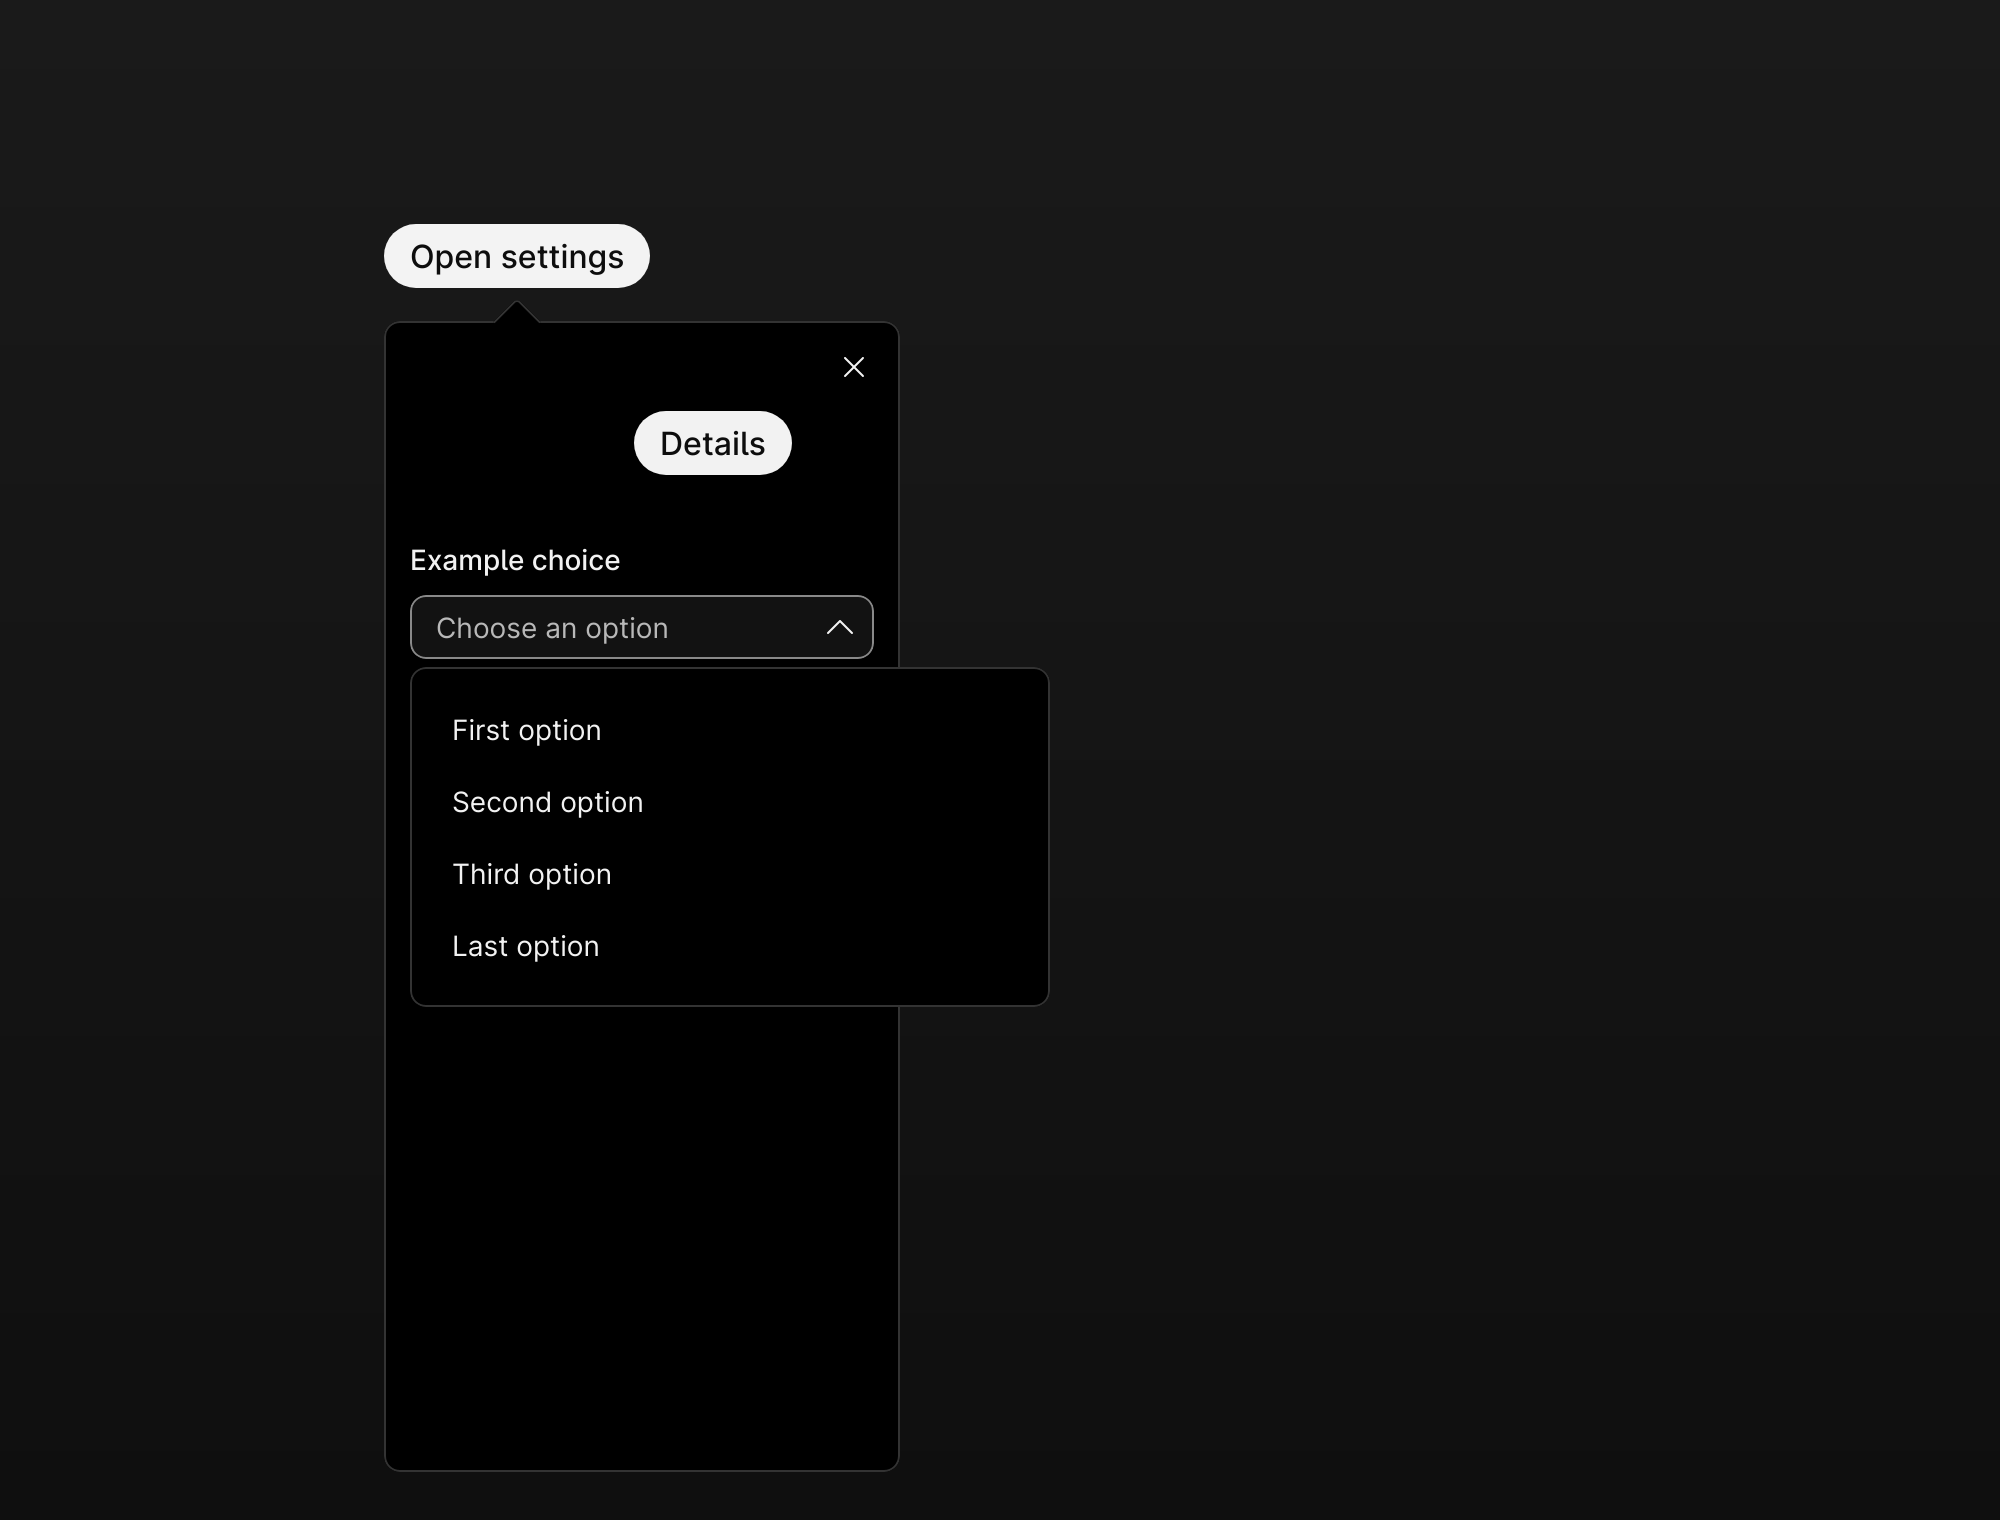 Open settings
Details
Example choice
Choose an option
First option
Second option
Third option
Last option